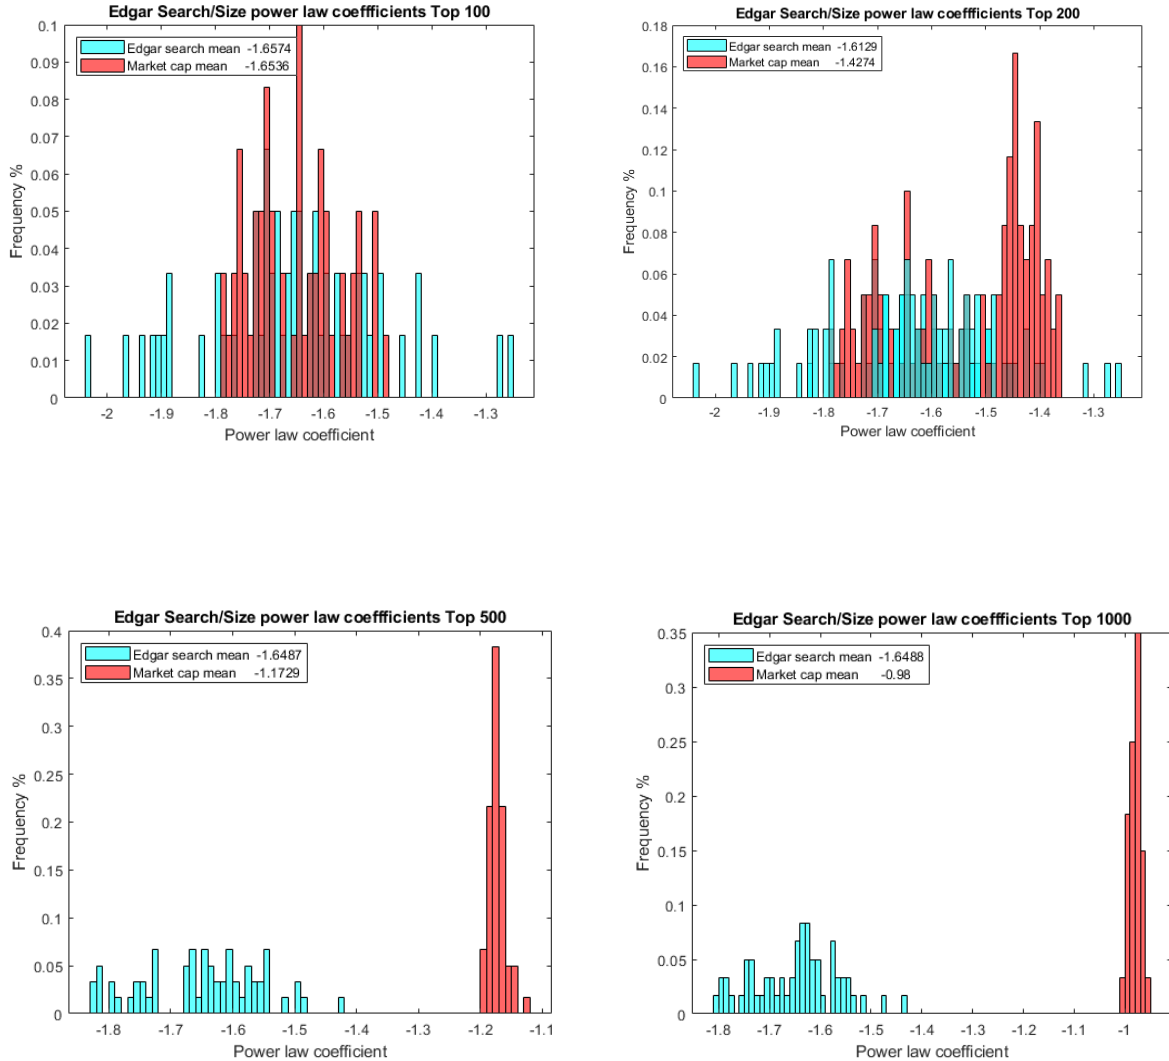 Edgar Search/Size power law coeffficients Top 100
Edgar search mean -1.6574
Market cap mean -1.6536
Frequency %
0.1
0.09
0.08
0.07
0.06
0.05
0.04
0.03
0.02
0.01
0
-2 -1.9 -1.8 -1.7 -1.6 -1.5 -1.4 -1.3
Power law coefficient
Edgar Search/Size power law coeffficients Top 200
Edgar search mean -1.6129
Market cap mean -1.4274
Frequency %
0.18
0.16
0.14
0.12
0.1
0.08
0.06
0.04
0.02
0
-2 -1.9 -1.8 -1.7 -1.6 -1.5 -1.4 -1.3
Power law coefficient
Edgar Search/Size power law coeffficients Top 500
Edgar search mean -1.6487
Market cap mean -1.1729
Frequency %
0.4
0.35
0.3
0.25
0.2
0.15
0.1
0.05
0
-1.8 -1.7 -1.6 -1.5 -1.4 -1.3 -1.2 -1.1
Power law coefficient
Edgar Search/Size power law coeffficients Top 1000
Edgar search mean -1.6488
Market cap mean -0.98
Frequency %
0.35
0.3
0.25
0.2
0.15
0.1
0.05
0
-1.8 -1.7 -1.6 -1.5 -1.4 -1.3 -1.2 -1.1 -1
Power law coefficient